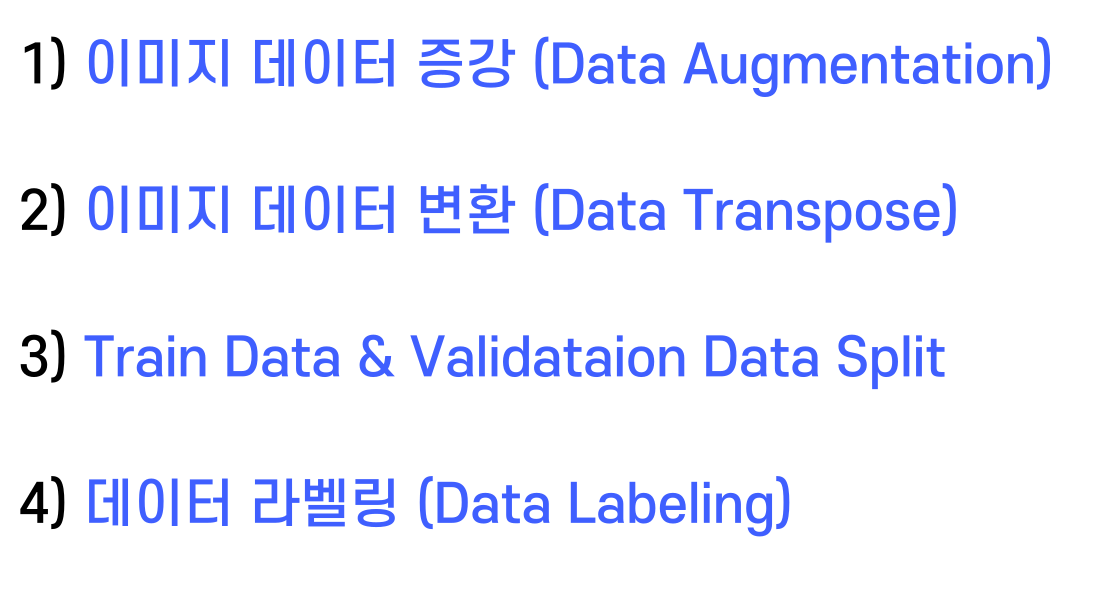 1) 이미지 데이터 증강 (Data Augmentation)
2) 이미지 데이터 변환 (Data Transpose)
3) Train Data & Validataion Data Split
4) 데이터 라벨링 (Data Labeling)